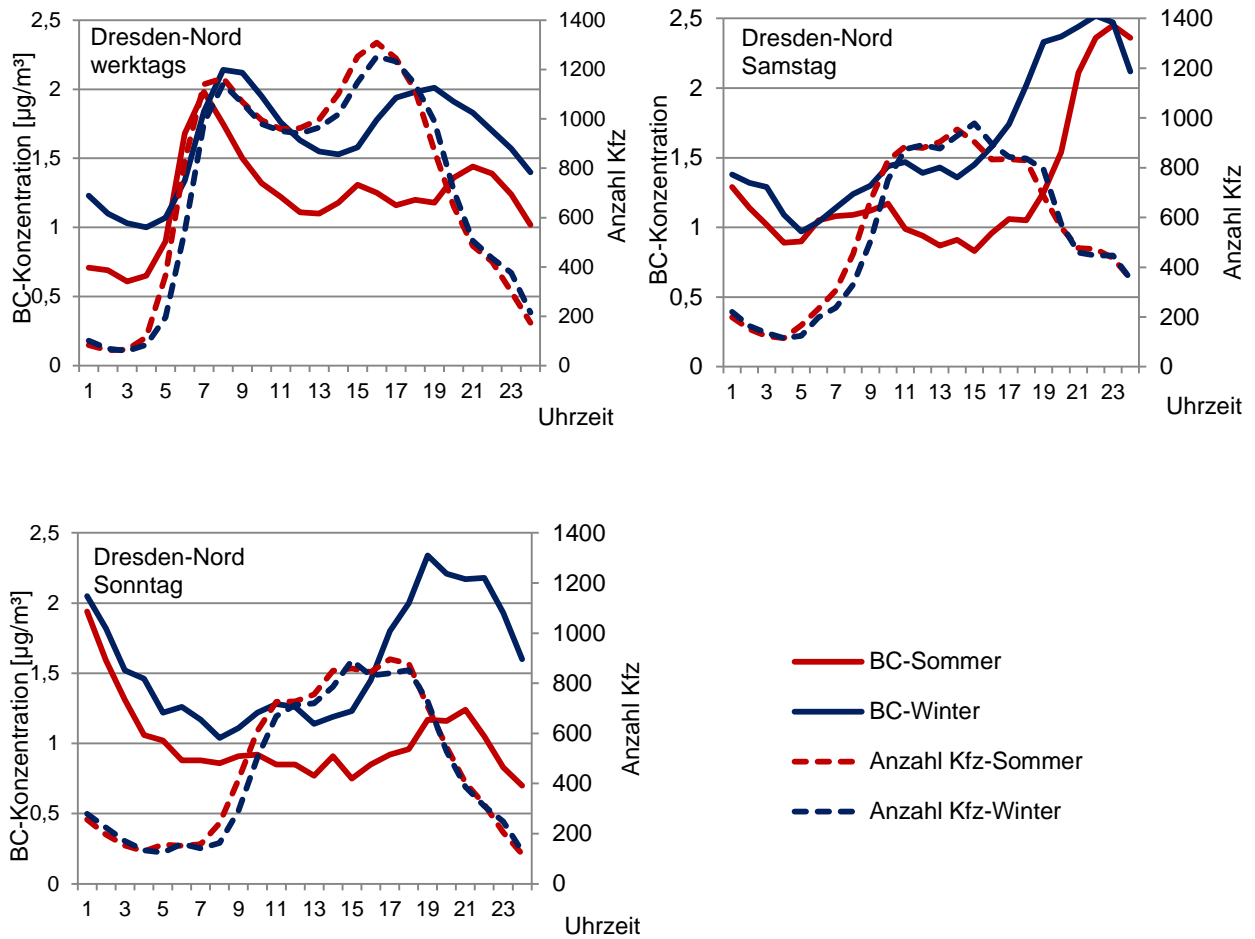 Dresden-Nord
werktags
BC-Konzentration [µg/m³]
2,5
2
1,5
1
0,5
0
1400
1200
1000
800
600
400
200
0
Anzahl Kfz
1 3 5 7 9 11 13 15 17 19 21 23
Uhrzeit
Dresden-Nord
Samstag
BC-Konzentration
2,5
2
1,5
1
0,5
0
1400
1200
1000
800
600
400
200
0
Anzahl Kfz
1 3 5 7 9 11 13 15 17 19 21 23
Uhrzeit
Dresden-Nord
Sonntag
BC-Konzentration [µg/m³]
2,5
2
1,5
1
0,5
0
1400
1200
1000
800
600
400
200
0
Anzahl Kfz
1 3 5 7 9 11 13 15 17 19 21 23
Uhrzeit
BC-Sommer
BC-Winter
Anzahl Kfz-Sommer
Anzahl Kfz-Winter